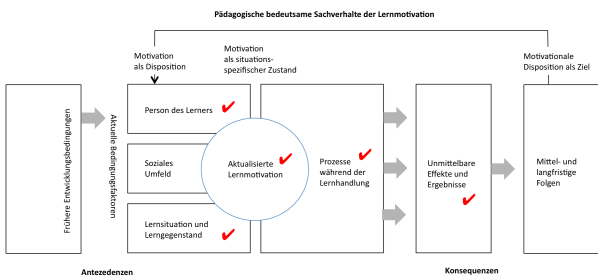 Pädagogische bedeutsame Sachverhalte der Lernmotivation
Motivation
als Disposition
Motivation
als situations-
spezifischer Zustand
Motivationale
Disposition als Ziel
Frühere Entwicklungsbedingungen
Aktuelle Bedingungsfaktoren
Person des Lerners
Soziales
Umfeld
Lernsituation und
Lerngegenstand
Aktualisierte
Lernmotivation
Prozesse
während der
Lernhandlung
Unmittelbare
Effekte und
Ergebnisse
Mittel- und
langfristige
Folgen
Antezedenzen
Konsequenzen